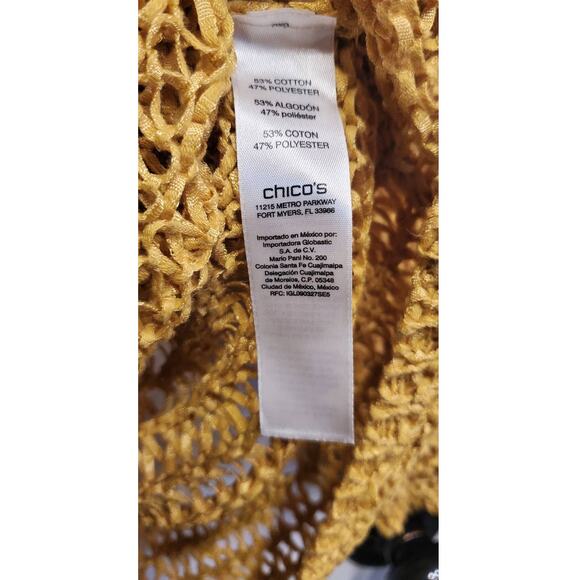 53% COTTON
47% POLYESTER
53% ALGODÓN
47% poliéster
53% COTON
47% POLYESTER
chico's
11215 METRO PARKWAY
FORT MYERS, FL 33966
Importado en México por:
Importadora Globastic
S.A. de C.V.
Mario Pani No. 200
Colonia Santa Fe Cuajimalpa
Delegación Cuajimalpa
de Morelos, C.P. 05348
Ciudad de México, México
RFC: IGL090327SE5